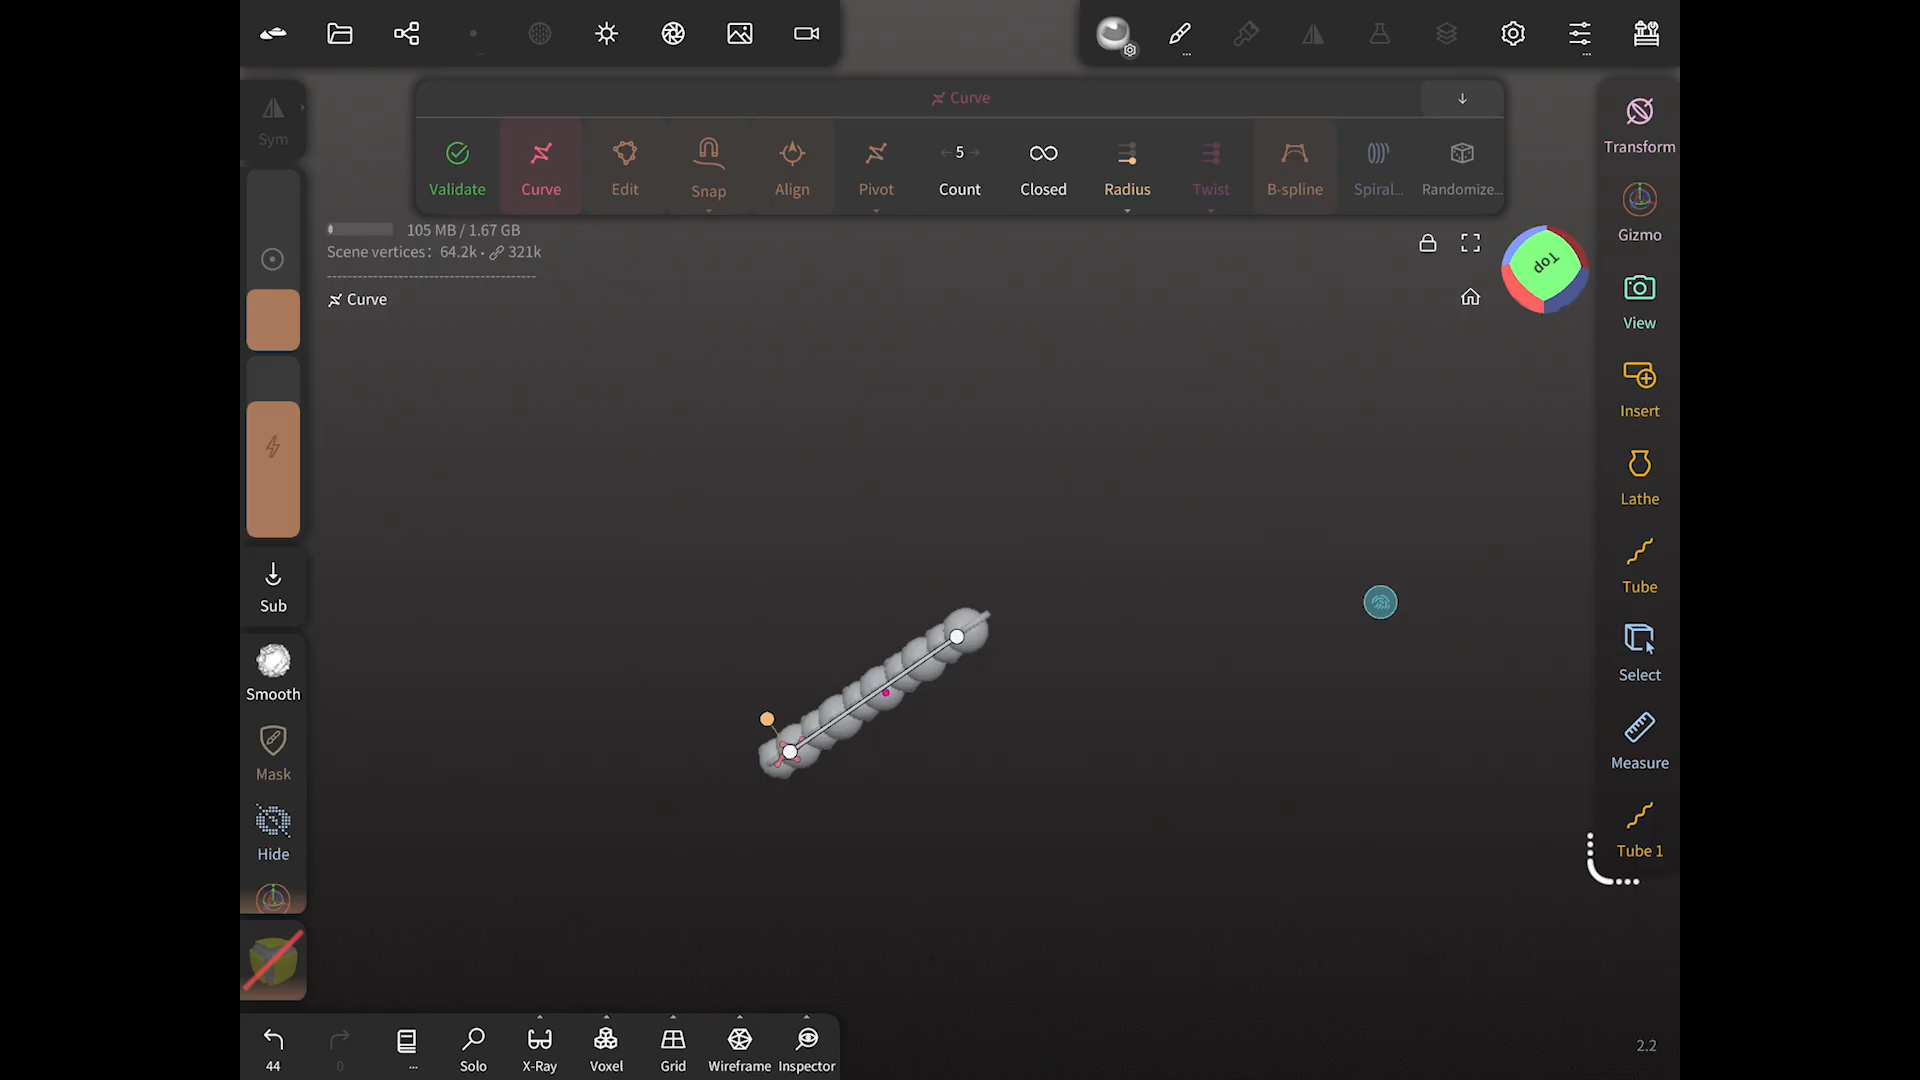 Curve
Sym
Validate
Curve
Edit
Snap
Align
Pivot
5
Count
Closed
Radius
Twist
B-spline
Spiral...
Randomize...
Transform
Gizmo
View
Insert
Lathe
Tube
Select
Measure
Tube 1
105 MB / 1.67 GB
Scene vertices: 64.2k • 321k
Curve
Top
Sub
Smooth
Mask
Hide
44
0
...
Solo
X-Ray
Voxel
Grid
Wireframe
Inspector
2.2